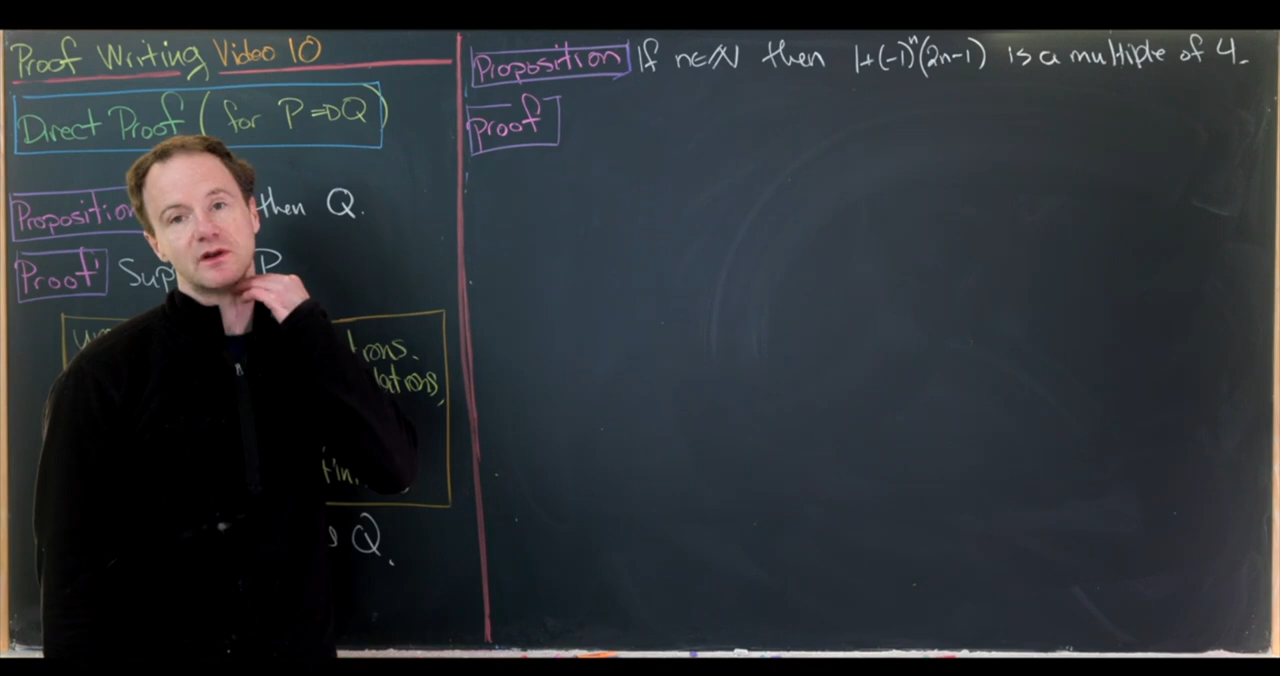 Proof Writing Video 10
Direct Proof (for P ⇒ Q)
Proposition then Q.
Proof P
Q.
Proposition If n∈ℕ then 1+(-1)ⁿ(2n-1) is a multiple of 4.
Proof